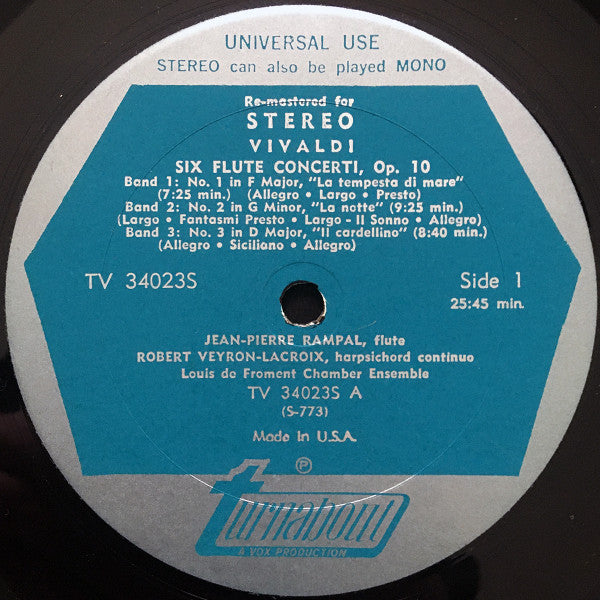 UNIVERSAL USE
STEREO can also be played MONO
Re-mastered for
STEREO
VIVALDI
SIX FLUTE CONCERTI, Op. 10
Band 1: No. 1 in F Major, "La tempesta di mare"
(7:25 min.) (Allegro • Largo • Presto)
Band 2: No. 2 in G Minor, "La notte" (9:25 min.)
(Largo • Fantasmi Presto • Largo - Il Sonno • Allegro)
Band 3: No. 3 in D Major, "Il cardellino" (8:40 min.)
(Allegro • Siciliano • Allegro)
TV 34023S
Side 1
25:45 min.
JEAN-PIERRE RAMPAL, flute
ROBERT VEYRON-LACROIX, harpsichord continuo
Louis de Froment Chamber Ensemble
TV 34023S A
(S-773)
Made in U.S.A.
℗
turnabout
A VOX PRODUCTION